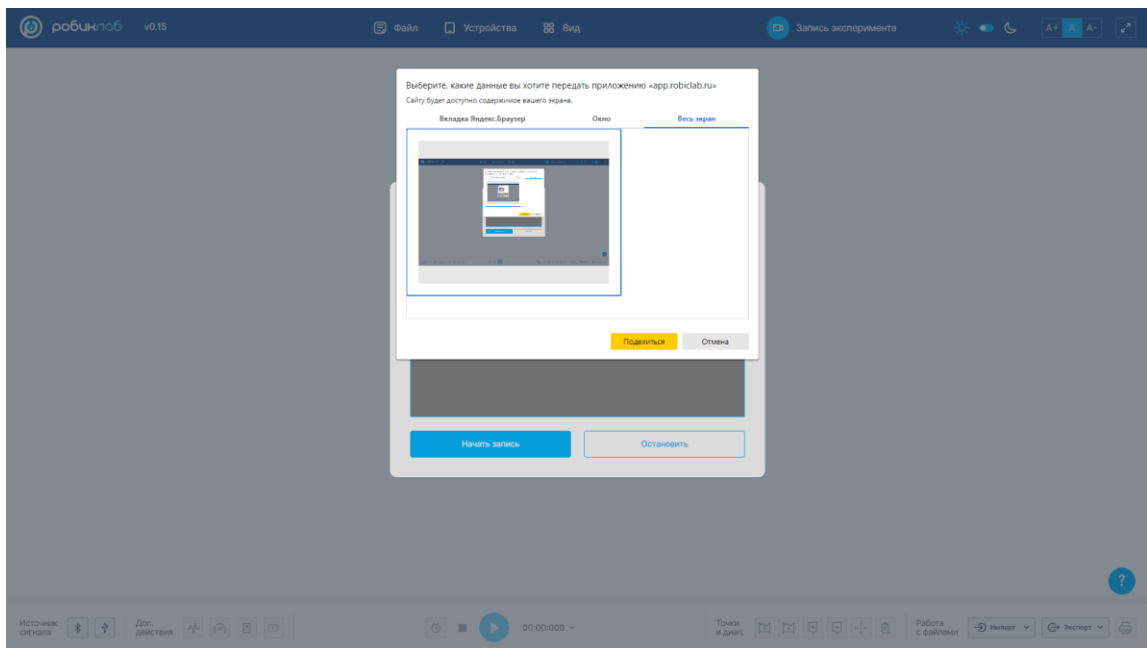 робиклаб v0.15 Файл Устройства Вид Запись эксперимента A+ A A-
Выберите, какие данные вы хотите передать приложению «app.robiclab.ru»
Сайту будет доступно содержимое вашего экрана.
Вкладка Яндекс.Браузер Окно Весь экран
Поделиться Отмена
Начать запись Остановить
?
Источник сигнала
Доп. действия
00:00:000
Точки и диап.
Работа с файлами
Импорт Экспорт